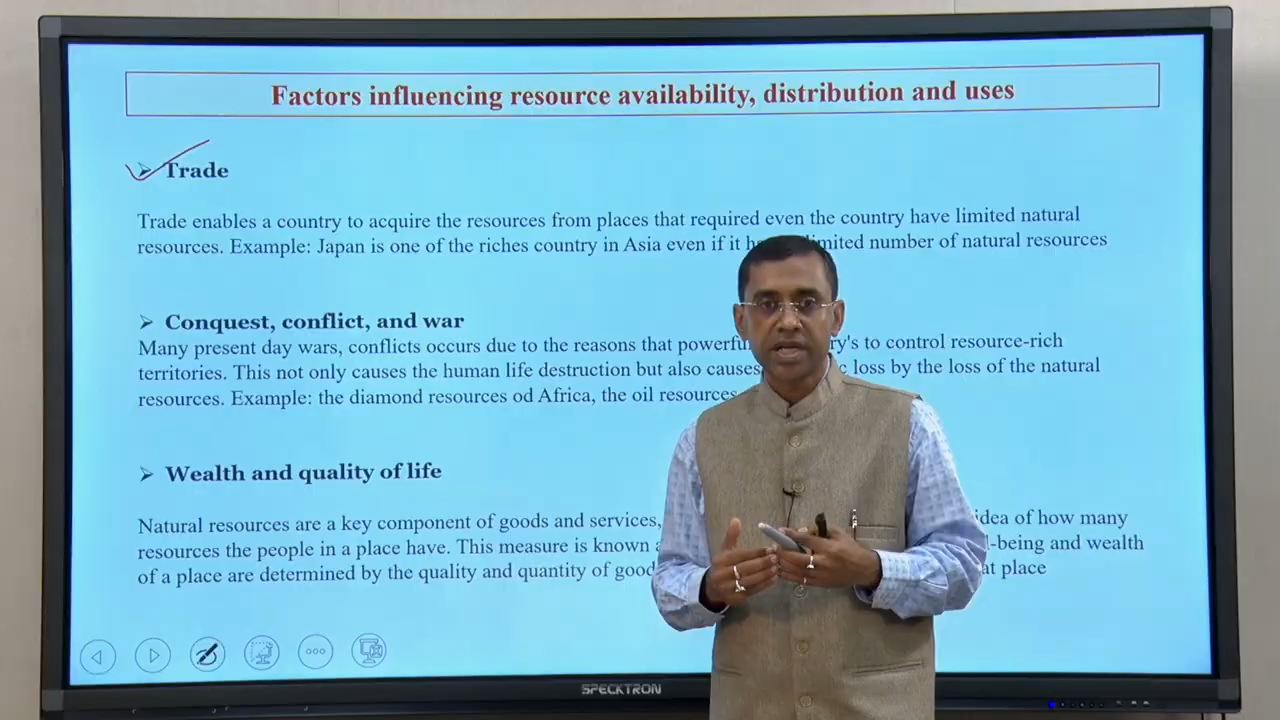 Factors influencing resource availability, distribution and uses
Trade
Trade enables a country to acquire the resources from places that required even the country have limited natural
resources. Example: Japan is one of the riches country in Asia even if it limited number of natural resources
Conquest, conflict, and war
Many present day wars, conflicts occurs due to the reasons that to control resource-rich
territories. This not only causes the human life destruction but also causes loss by the loss of the natural
resources. Example: the diamond resources od Africa, the oil resources
Wealth and quality of life
Natural resources are a key component of goods and services, idea of how many
resources the people in a place have. This measure is known and wealth
of a place are determined by the quality and quantity of at place
SPECKTRON